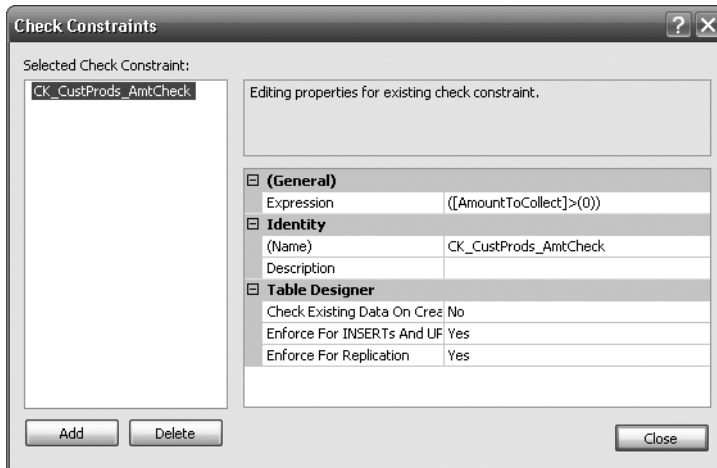 Check Constraints
Selected Check Constraint:
CK_CustProds_AmtCheck
Editing properties for existing check constraint.
(General)
Expression ([AmountToCollect]>(0))
Identity
(Name) CK_CustProds_AmtCheck
Description
Table Designer
Check Existing Data On Crea No
Enforce For INSERTs And UP Yes
Enforce For Replication Yes
Add Delete
Close